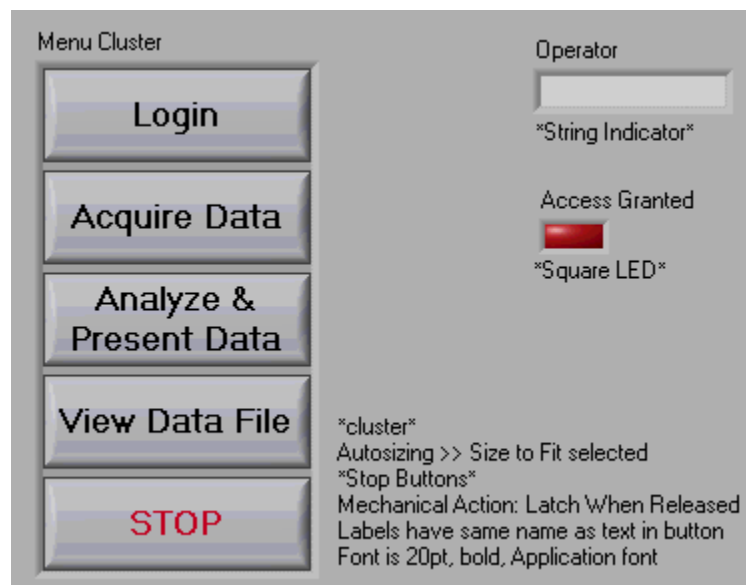 Menu Cluster
Login
Acquire Data
Analyze &
Present Data
View Data File
STOP
Operator
*String Indicator*
Access Granted
*Square LED*
*cluster*
Autosizing >> Size to Fit selected
*Stop Buttons*
Mechanical Action: Latch When Released
Labels have same name as text in button
Font is 20pt, bold, Application font